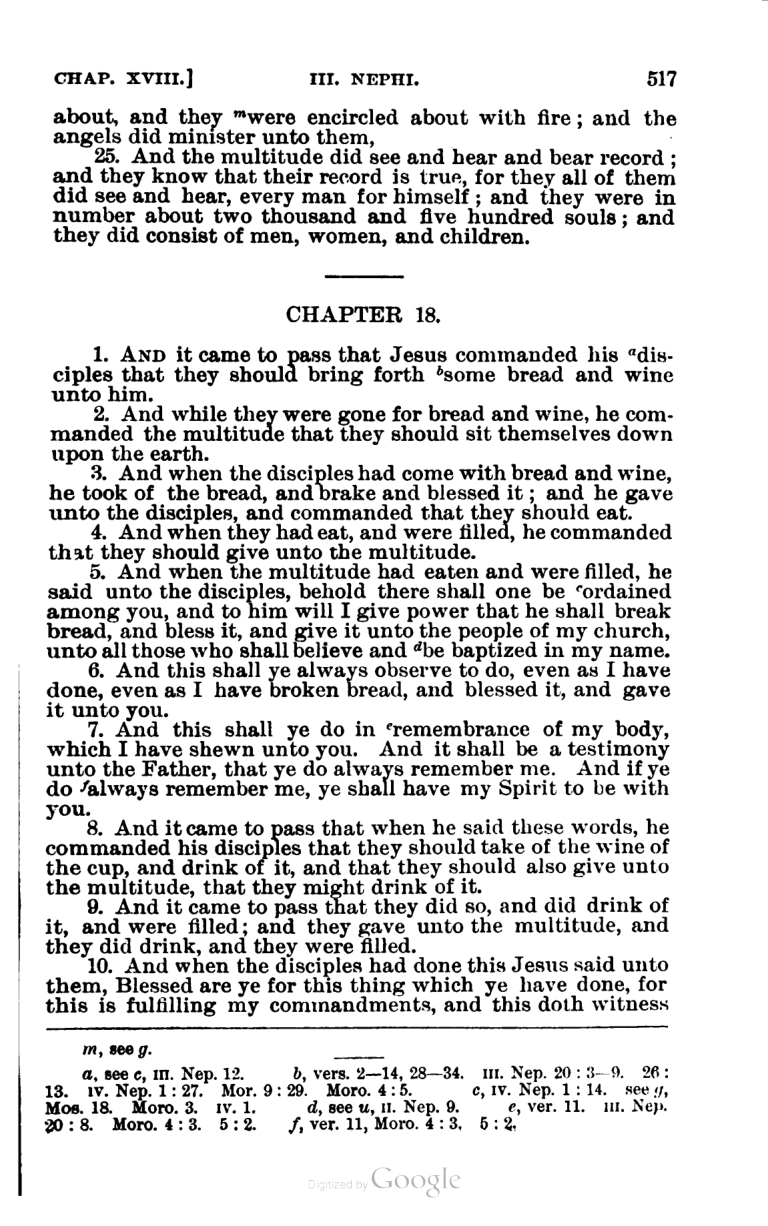 CHAP. XVIII.] III. NEPHI. 517
about, and they ᵐwere encircled about with fire; and the
angels did minister unto them,
25. And the multitude did see and hear and bear record;
and they know that their record is true, for they all of them
did see and hear, every man for himself; and they were in
number about two thousand and five hundred souls; and
they did consist of men, women, and children.
CHAPTER 18.
1. AND it came to pass that Jesus commanded his ᵃdis-
ciples that they should bring forth ᵇsome bread and wine
unto him.
2. And while they were gone for bread and wine, he com-
manded the multitude that they should sit themselves down
upon the earth.
3. And when the disciples had come with bread and wine,
he took of the bread, and brake and blessed it; and he gave
unto the disciples, and commanded that they should eat.
4. And when they had eat, and were filled, he commanded
that they should give unto the multitude.
5. And when the multitude had eaten and were filled, he
said unto the disciples, behold there shall one be ᶜordained
among you, and to him will I give power that he shall break
bread, and bless it, and give it unto the people of my church,
unto all those who shall believe and ᵈbe baptized in my name.
6. And this shall ye always observe to do, even as I have
done, even as I have broken bread, and blessed it, and gave
it unto you.
7. And this shall ye do in ᵉremembrance of my body,
which I have shewn unto you. And it shall be a testimony
unto the Father, that ye do always remember me. And if ye
do ᶠalways remember me, ye shall have my Spirit to be with
you.
8. And it came to pass that when he said these words, he
commanded his disciples that they should take of the wine of
the cup, and drink of it, and that they should also give unto
the multitude, that they might drink of it.
9. And it came to pass that they did so, and did drink of
it, and were filled; and they gave unto the multitude, and
they did drink, and they were filled.
10. And when the disciples had done this Jesus said unto
them, Blessed are ye for this thing which ye have done, for
this is fulfilling my commandments, and this doth witness
m, see g.
a, see c, III. Nep. 12. b, vers. 2—14, 28—34. III. Nep. 20 : 3—9. 26 :
13. IV. Nep. 1 : 27. Mor. 9 : 29. Moro. 4 : 5. c, IV. Nep. 1 : 14. see g,
Mos. 18. Moro. 3. IV. 1. d, see u, II. Nep. 9. e, ver. 11. III. Nep.
20 : 8. Moro. 4 : 3. 5 : 2. f, ver. 11, Moro. 4 : 3, 5 : 2,
Digitized by Google